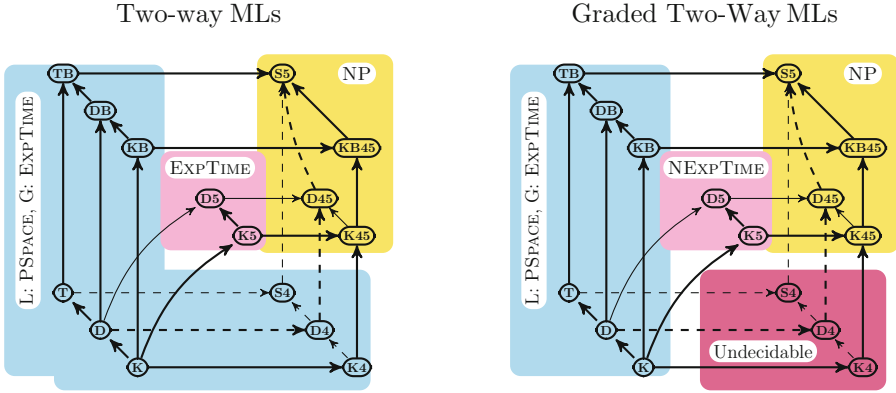 Two-way MLs
TB
S5
NP
DB
KB
KB45
EXPTIME
D5
D45
K5
K45
L: PSPACE, G: EXPTIME
T
S4
D
D4
K
K4
Graded Two-Way MLs
TB
S5
NP
DB
KB
KB45
NEXPTIME
D5
D45
K5
K45
L: PSPACE, G: EXPTIME
T
S4
D
D4
Undecidable
K
K4